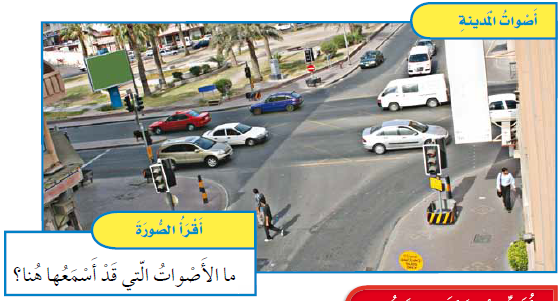 أَصْواتُ الْمَدينَةِ
أَقْرَأُ الصُّورَةَ
ما الأَصْواتُ الَّتي قَدْ أَسْمَعُها هُنا؟